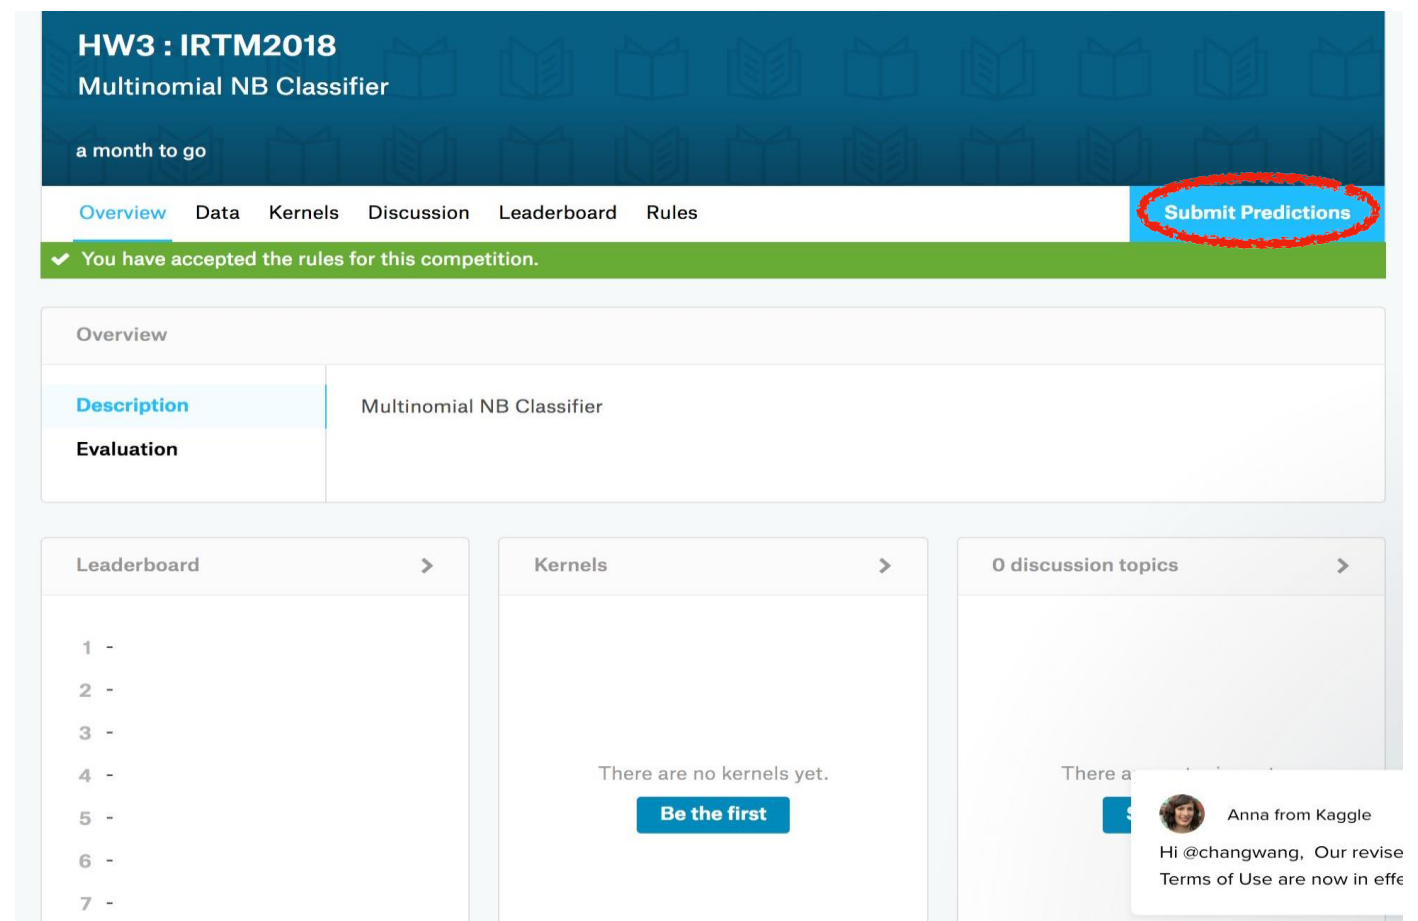 HW3 : IRTM2018
Multinomial NB Classifier
a month to go
Overview Data Kernels Discussion Leaderboard Rules Submit Predictions
You have accepted the rules for this competition.
Overview
Description
Multinomial NB Classifier
Evaluation
Leaderboard
Kernels
0 discussion topics
1 -
2 -
3 -
4 -
5 -
6 -
7 -
There are no kernels yet.
Be the first
There
Anna from Kaggle
Hi @changwang, Our revise
Terms of Use are now in effe